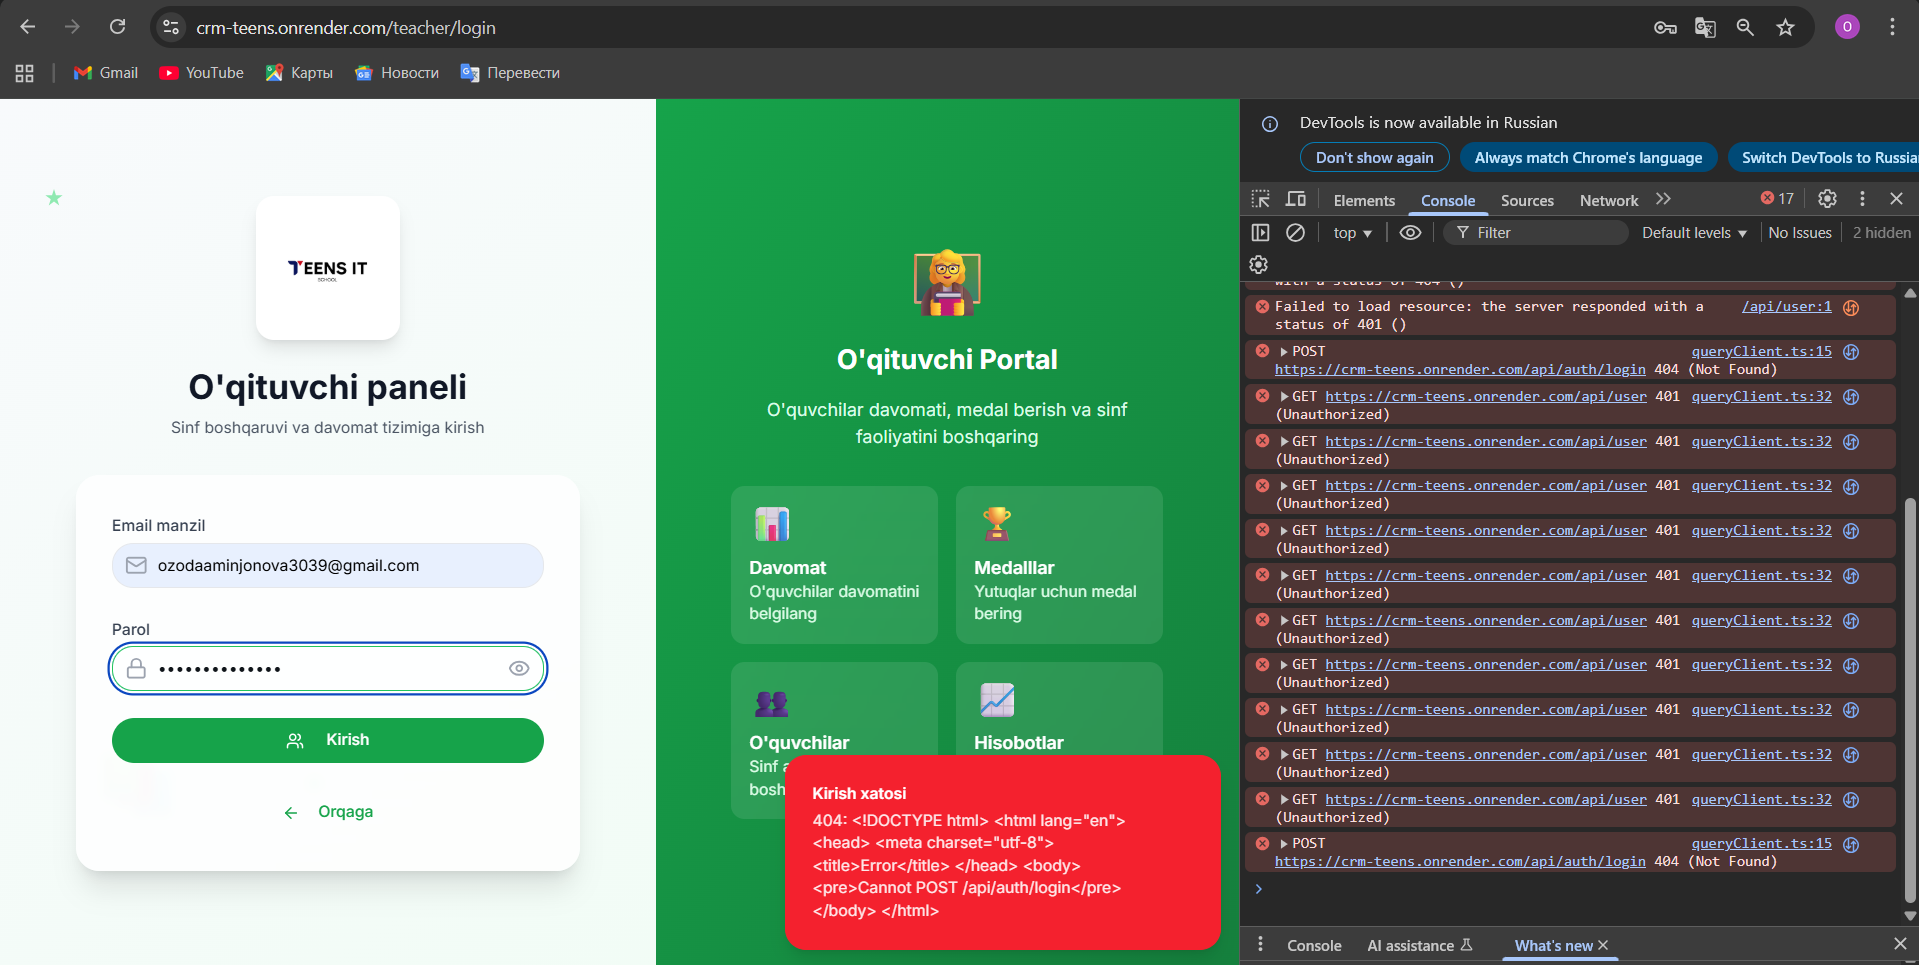 crm-teens.onrender.com/teacher/login
O
Gmail
YouTube
Карты
Новости
Перевести
TEENS IT
SCHOOL
O'qituvchi paneli
Sinf boshqaruvi va davomat tizimiga kirish
Email manzil
ozodaaminjonova3039@gmail.com
Parol
••••••••••••••
Kirish
Orqaga
O'qituvchi Portal
O'quvchilar davomati, medal berish va sinf
faoliyatini boshqaring
Davomat
O'quvchilar davomatini
belgilang
Medalllar
Yutuqlar uchun medal
bering
O'quvchilar
Sinf
bosh
Hisobotlar
Kirish xatosi
404: <!DOCTYPE html> <html lang="en">
<head> <meta charset="utf-8">
<title>Error</title> </head> <body>
<pre>Cannot POST /api/auth/login</pre>
</body> </html>
DevTools is now available in Russian
Don't show again
Always match Chrome's language
Switch DevTools to Russia
Elements
Console
Sources
Network
17
top
Filter
Default levels
No Issues
2 hidden
with a status of 404 ()
Failed to load resource: the server responded with a /api/user:1
status of 401 ()
POST queryClient.ts:15
https://crm-teens.onrender.com/api/auth/login 404 (Not Found)
GET https://crm-teens.onrender.com/api/user 401 queryClient.ts:32
(Unauthorized)
GET https://crm-teens.onrender.com/api/user 401 queryClient.ts:32
(Unauthorized)
GET https://crm-teens.onrender.com/api/user 401 queryClient.ts:32
(Unauthorized)
GET https://crm-teens.onrender.com/api/user 401 queryClient.ts:32
(Unauthorized)
GET https://crm-teens.onrender.com/api/user 401 queryClient.ts:32
(Unauthorized)
GET https://crm-teens.onrender.com/api/user 401 queryClient.ts:32
(Unauthorized)
GET https://crm-teens.onrender.com/api/user 401 queryClient.ts:32
(Unauthorized)
GET https://crm-teens.onrender.com/api/user 401 queryClient.ts:32
(Unauthorized)
GET https://crm-teens.onrender.com/api/user 401 queryClient.ts:32
(Unauthorized)
GET https://crm-teens.onrender.com/api/user 401 queryClient.ts:32
(Unauthorized)
POST queryClient.ts:15
https://crm-teens.onrender.com/api/auth/login 404 (Not Found)
Console
AI assistance
What's new